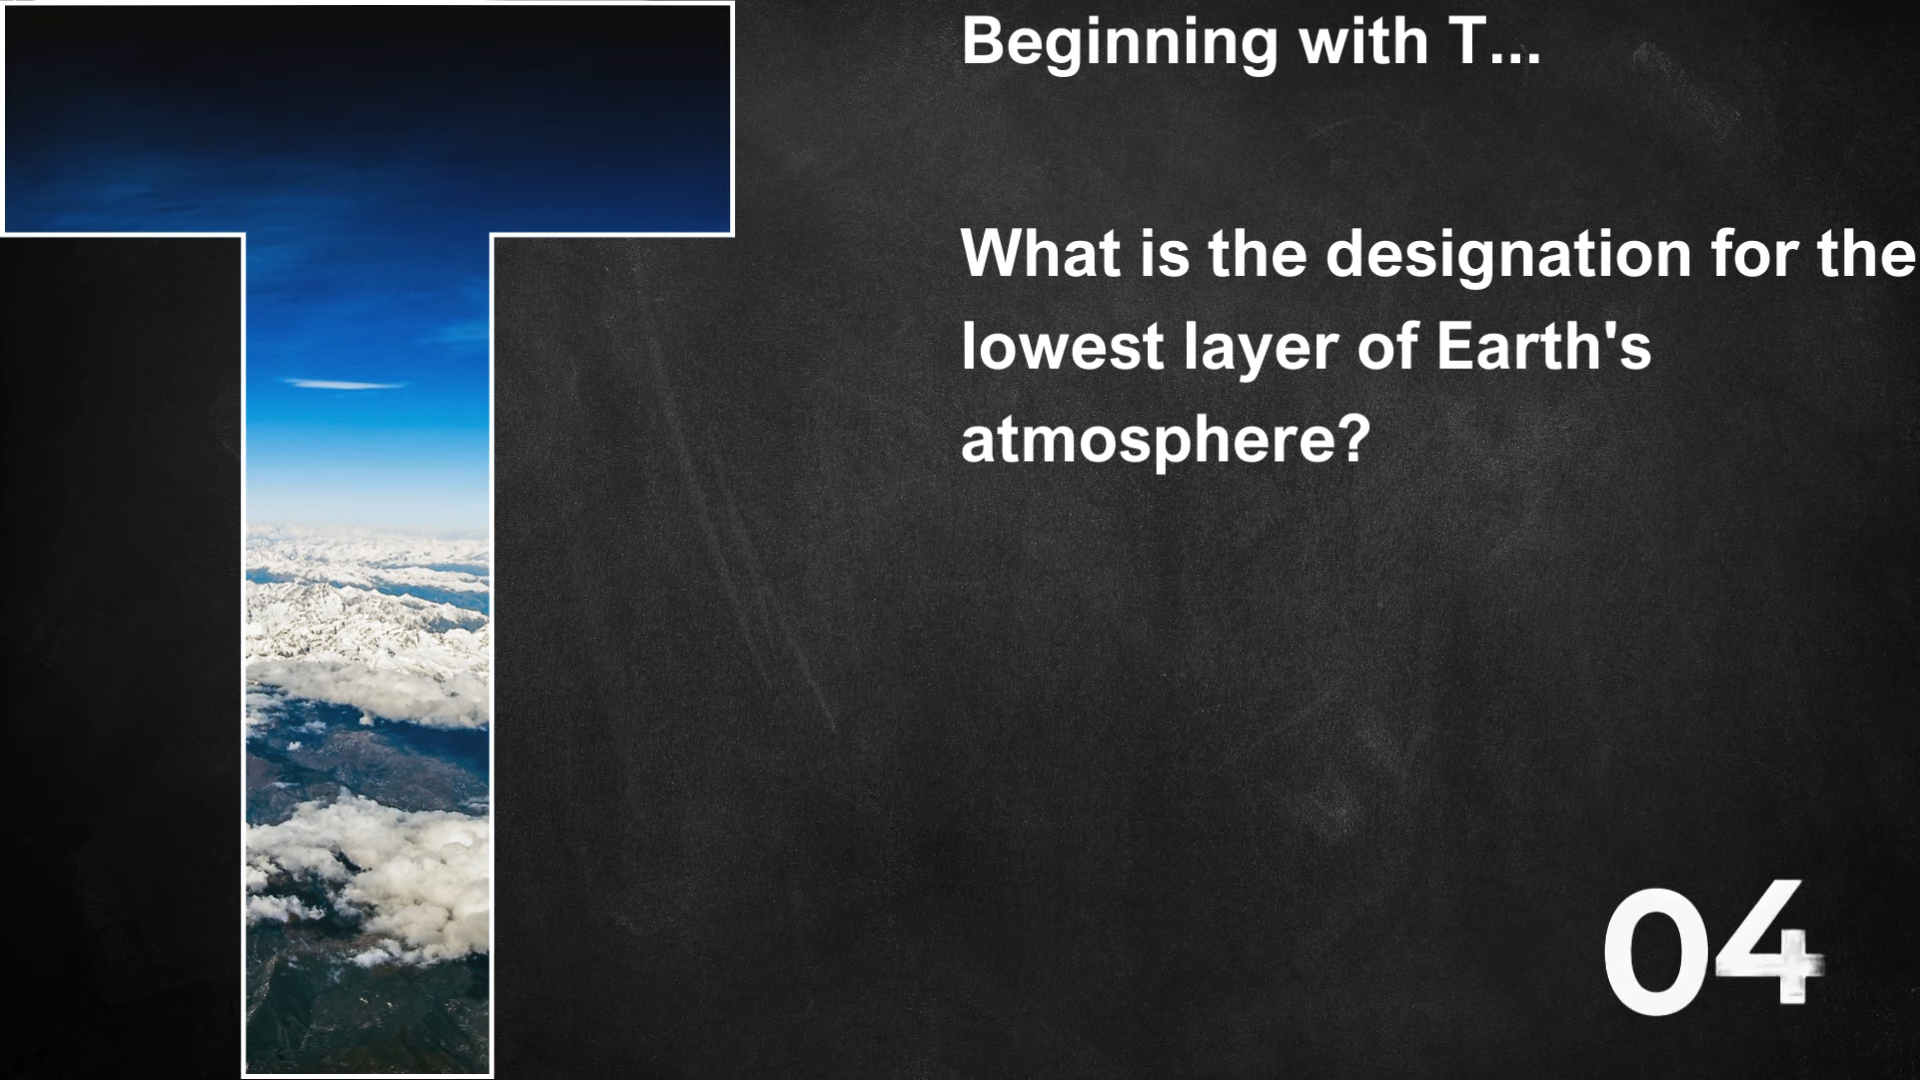 Beginning with T...
What is the designation for the
lowest layer of Earth's
atmosphere?
04